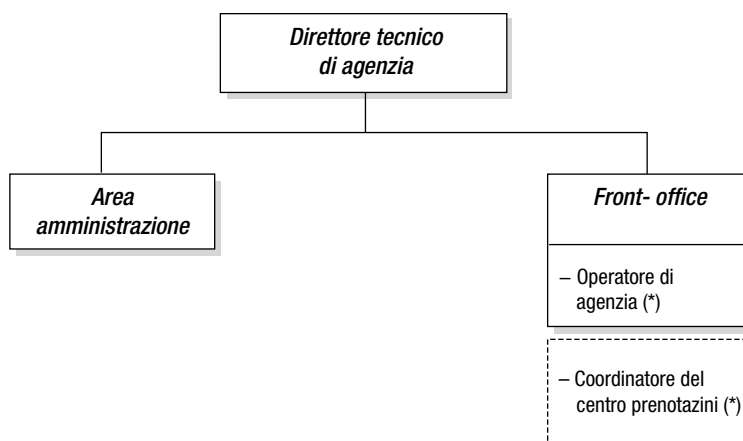 Direttore tecnico
di agenzia
Area
amministrazione
Front- office
– Operatore di
agenzia (*)
– Coordinatore del
centro prenotazini (*)